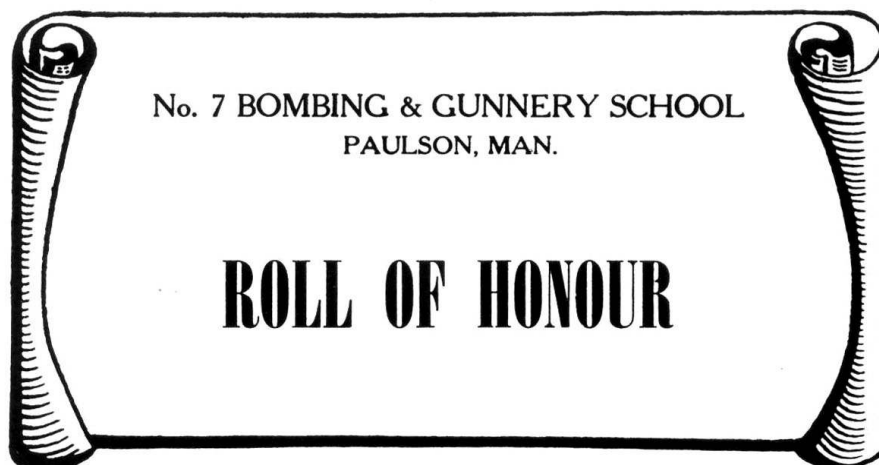 No. 7 BOMBING & GUNNERY SCHOOL
PAULSON, MAN.
ROLL OF HONOUR